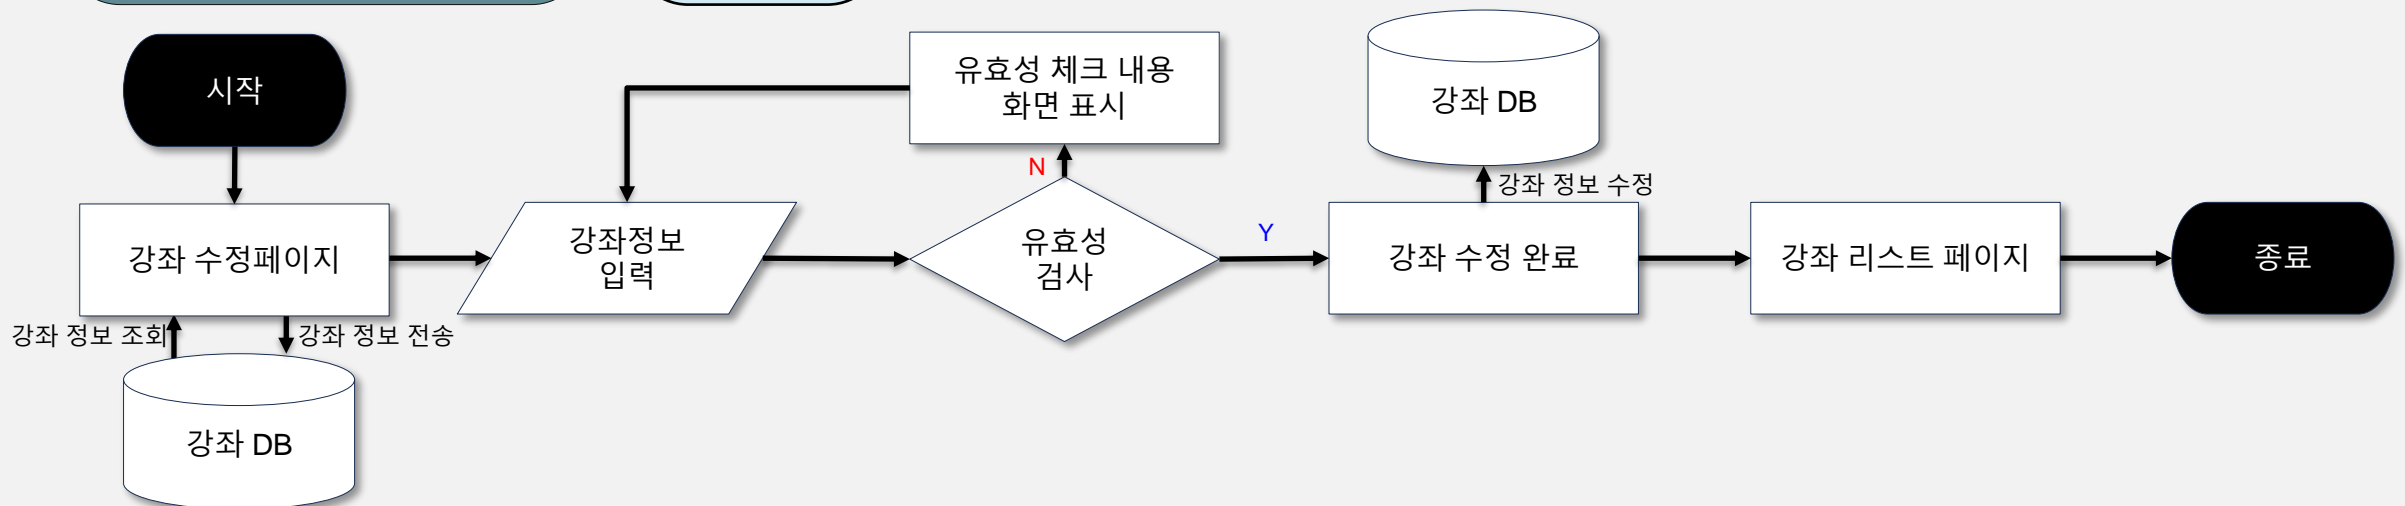 시작
강좌 수정페이지
강좌 정보 조회
강좌 정보 전송
강좌 DB
강좌정보
입력
유효성 체크 내용
화면 표시
N
유효성
검사
Y
강좌 DB
강좌 정보 수정
강좌 수정 완료
강좌 리스트 페이지
종료